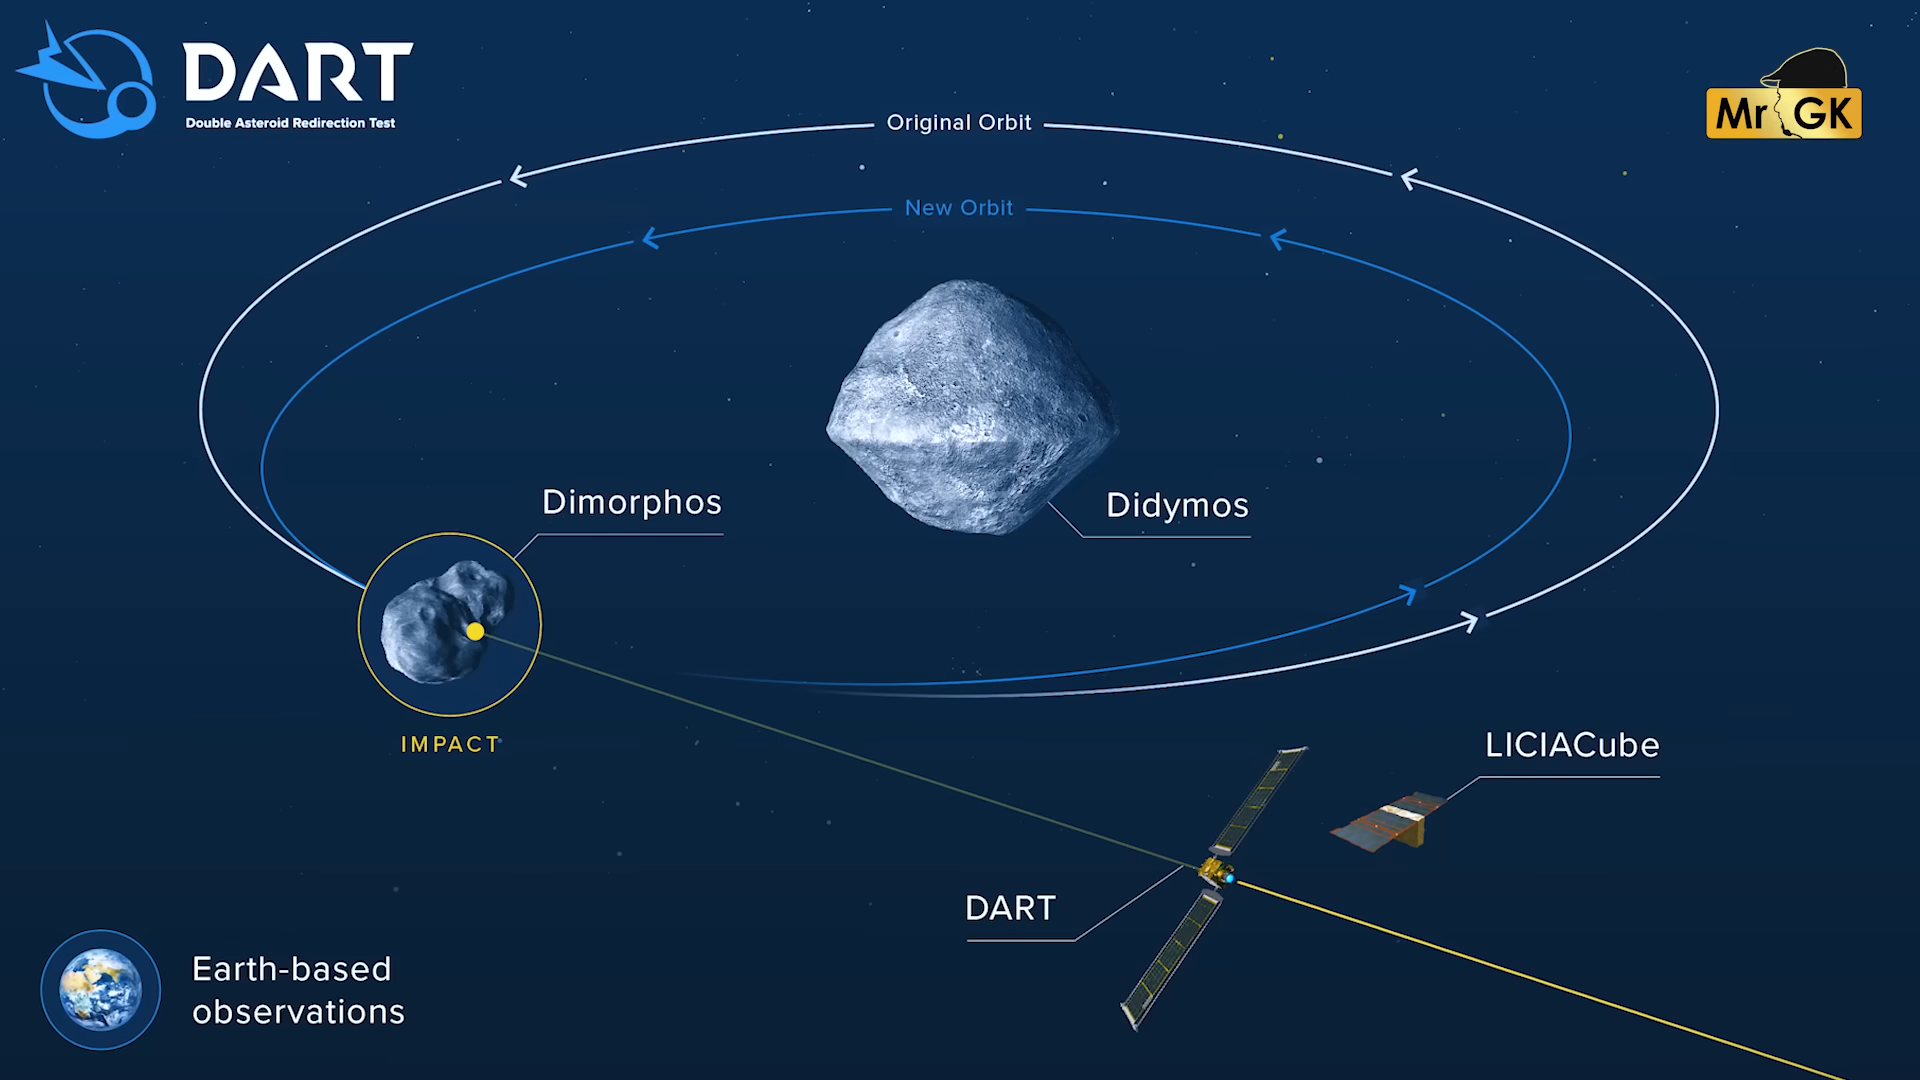 DART
Double Asteroid Redirection Test
Mr GK
Original Orbit
New Orbit
Dimorphos
Didymos
IMPACT
LICIACube
DART
Earth-based
observations